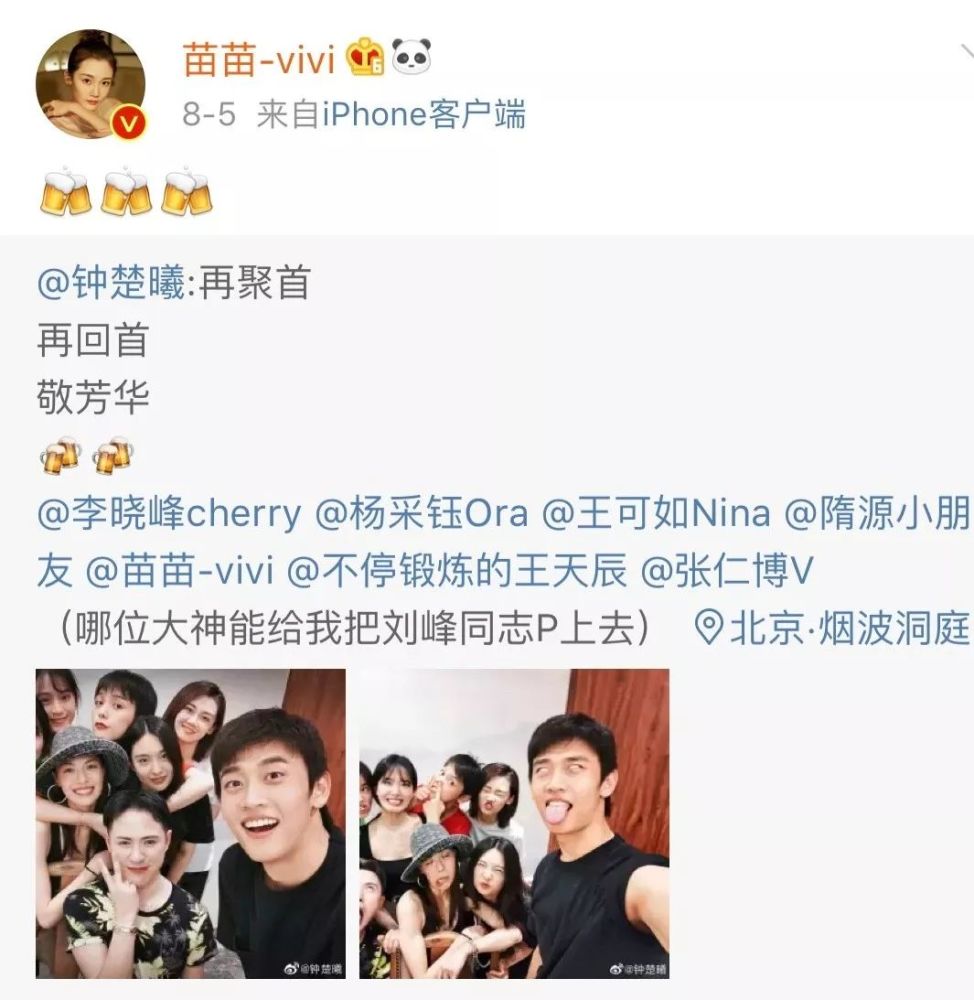 苗苗-vivi
8-5 来自iPhone客户端
@钟楚曦:再聚首
再回首
敬芳华
@李晓峰cherry @杨采钰Ora @王可如Nina @隋源小朋
友 @苗苗-vivi @不停锻炼的王天辰 @张仁博V
（哪位大神能给我把刘峰同志P上去） 北京·烟波洞庭
@钟楚曦
@钟楚曦